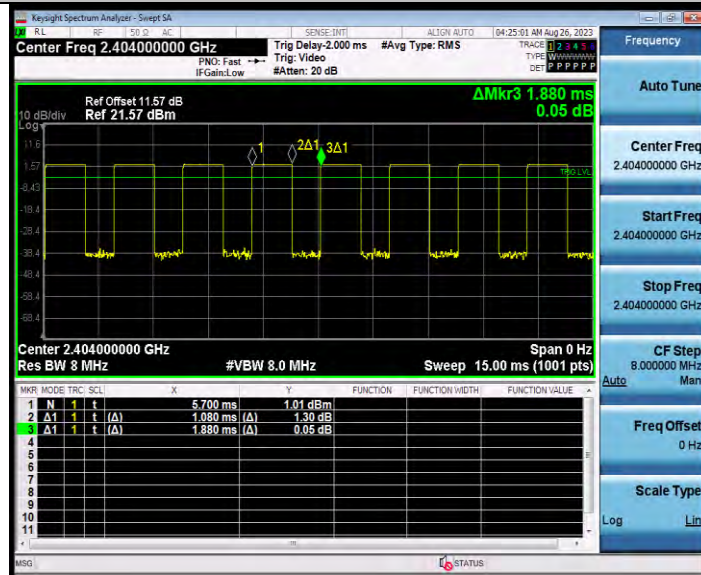 Keysight Spectrum Analyzer - Swept SA
RL RF 50 Ω AC SENSE:INT ALIGN AUTO 04:25:01 AM Aug 26, 2023
Center Freq 2.404000000 GHz
PNO: Fast
IFGain:Low
Trig Delay-2.000 ms
Trig: Video
#Atten: 20 dB
#Avg Type: RMS
TRACE 1 2 3 4 5 6
TYPE W
DET P P P P P P
ΔMkr3 1.880 ms
0.05 dB
Ref Offset 11.57 dB
10 dB/div Ref 21.57 dBm
Log
11.6
1.57
-8.43
-18.4
-28.4
-38.4
-48.4
-58.4
-68.4
1
2Δ1
3Δ1
TRIG LVL
Center 2.404000000 GHz Span 0 Hz
Res BW 8 MHz #VBW 8.0 MHz Sweep 15.00 ms (1001 pts)
MKR MODE TRC SCL X Y FUNCTION FUNCTION WIDTH FUNCTION VALUE
1 N 1 t 5.700 ms 1.01 dBm
2 Δ1 1 t (Δ) 1.080 ms (Δ) 1.30 dB
3 Δ1 1 t (Δ) 1.880 ms (Δ) 0.05 dB
4
5
6
7
8
9
10
11
MSG STATUS
Frequency
Auto Tune
Center Freq
2.404000000 GHz
Start Freq
2.404000000 GHz
Stop Freq
2.404000000 GHz
CF Step
8.000000 MHz
Auto Man
Freq Offset
0 Hz
Scale Type
Log Lin